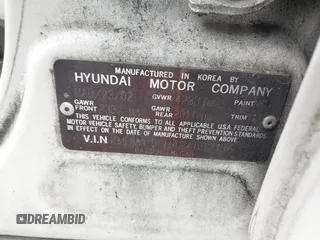 MANUFACTURED IN KOREA BY
HYUNDAI MOTOR COMPANY
GVWR
PAINT
GAWR
FRONT
GAWR
REAR
TRIM
THIS VEHICLE CONFORMS TO ALL APPLICABLE U.S.A. FEDERAL
MOTOR VEHICLE SAFETY, BUMPER AND THEFT PREVENTION STANDARDS
IN EFFECT ON THE DATE OF MANUFACTURE SHOWN ABOVE.
V.I.N
DREAMBID